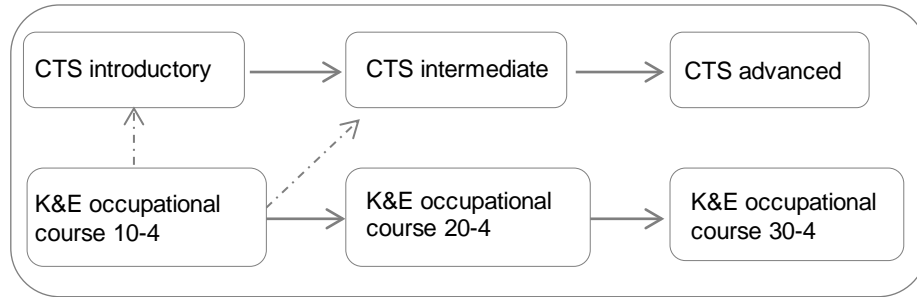 CTS introductory
CTS intermediate
CTS advanced
K&E occupational
course 10-4
K&E occupational
course 20-4
K&E occupational
course 30-4